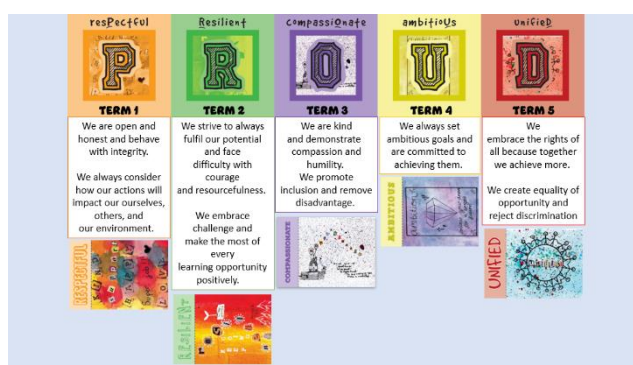 resPectful
P
TERM 1
We are open and
honest and behave
with integrity.
We always consider
how our actions will
impact our ourselves,
others, and
our environment.
RESPECTFUL
Resilient
R
TERM 2
We strive to always
fulfil our potential
and face
difficulty with
courage
and resourcefulness.
We embrace
challenge and
make the most of
every
learning opportunity
positively.
RESILIENT
compassiOnate
O
TERM 3
We are kind
and demonstrate
compassion and
humility.
We promote
inclusion and remove
disadvantage.
COMPASSIONATE
ambitioUs
U
TERM 4
We always set
ambitious goals and
are committed to
achieving them.
AMBITIOUS
unifieD
D
TERM 5
We
embrace the rights of
all because together
we achieve more.
We create equality of
opportunity and
reject discrimination
UNIFIED